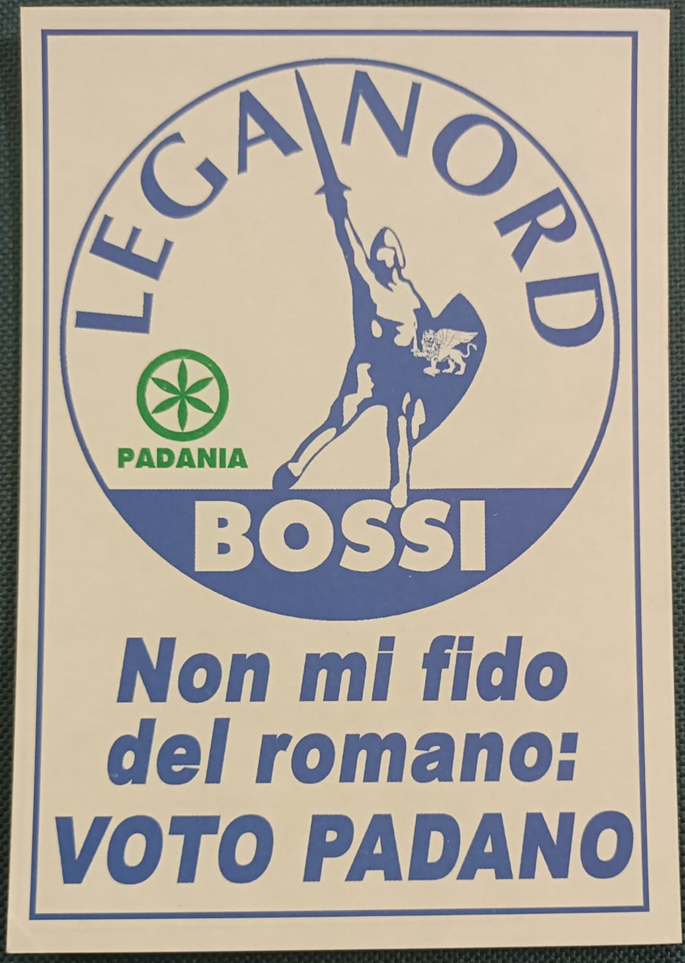 LEGA NORD
PADANIA
BOSSI
Non mi fido
del romano:
VOTO PADANO